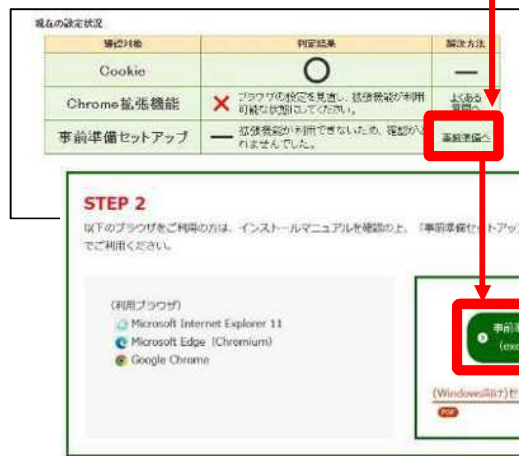 現在の設定状況
確認対象 判定結果 解決方法
Cookie ○ ―
Chrome拡張機能 × ブラウザの設定を見直し、拡張機能が利用
可能な状態にしてください。 よくある
質問へ
事前準備セットアップ ― 拡張機能が利用できないため、確認が
れませんでした。 事前準備へ
STEP 2
以下のブラウザをご利用の方は、インストールマニュアルを確認の上、「事前準備セットアップ
でご利用ください。
(利用ブラウザ)
Microsoft Internet Explorer 11
Microsoft Edge (Chromium)
Google Chrome
事前準
(exe
(Windows向け)セ
PDF